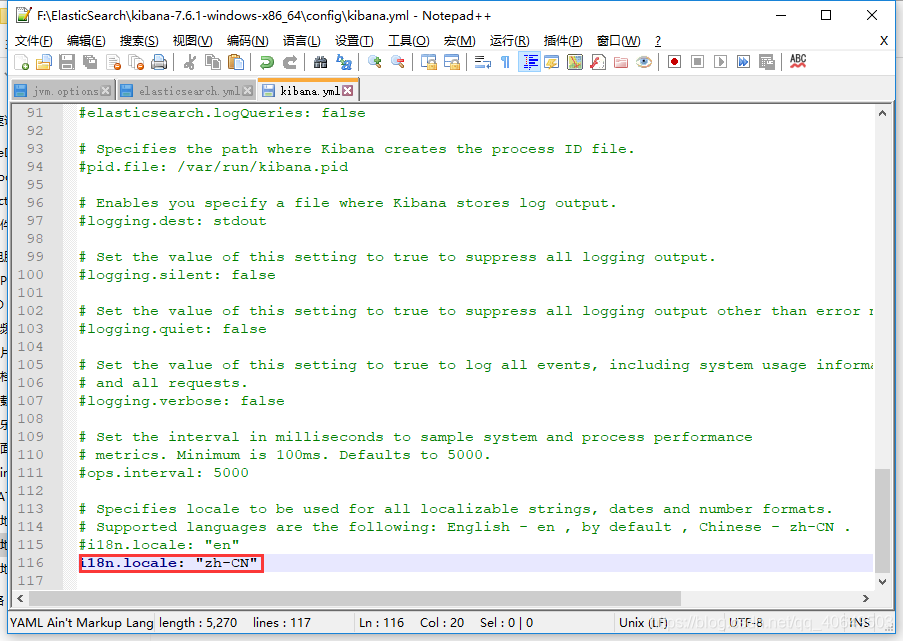 F:\ElasticSearch\kibana-7.6.1-windows-x86_64\config\kibana.yml - Notepad++
文件(F) 编辑(E) 搜索(S) 视图(V) 编码(N) 语言(L) 设置(T) 工具(O) 宏(M) 运行(R) 插件(P) 窗口(W) ? X
ABC
jvm.options elasticsearch.yml kibana.yml
91 #elasticsearch.logQueries: false
92
93 # Specifies the path where Kibana creates the process ID file.
94 #pid.file: /var/run/kibana.pid
95
96 # Enables you specify a file where Kibana stores log output.
97 #logging.dest: stdout
98
99 # Set the value of this setting to true to suppress all logging output.
100 #logging.silent: false
101
102 # Set the value of this setting to true to suppress all logging output other than error
103 #logging.quiet: false
104
105 # Set the value of this setting to true to log all events, including system usage informa
106 # and all requests.
107 #logging.verbose: false
108
109 # Set the interval in milliseconds to sample system and process performance
110 # metrics. Minimum is 100ms. Defaults to 5000.
111 #ops.interval: 5000
112
113 # Specifies locale to be used for all localizable strings, dates and number formats.
114 # Supported languages are the following: English - en , by default , Chinese - zh-CN .
115 #i18n.locale: "en"
116 i18n.locale: "zh-CN"
117
YAML Ain't Markup Lang length : 5,270 lines : 117 Ln : 116 Col : 20 Sel : 0 | 0 Unix (LF) UTF-8 INS